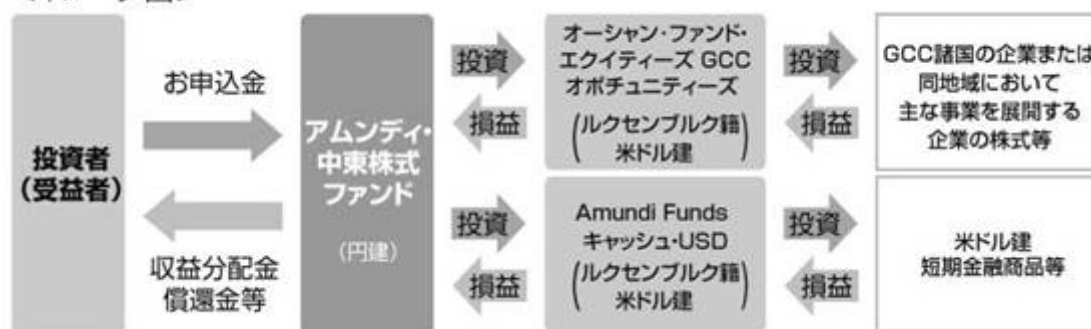 投資者
(受益者)
お申込金
収益分配金
償還金等
アムンディ・
中東株式
ファンド
(円建)
投資
損益
オーシャン・ファンド・
エクイティーズ GCC
オポチュニティーズ
(ルクセンブルク籍
米ドル建)
投資
損益
GCC諸国の企業または
同地域において
主な事業を展開する
企業の株式等
投資
損益
Amundi Funds
キャッシュ・USD
(ルクセンブルク籍
米ドル建)
投資
損益
米ドル建
短期金融商品等